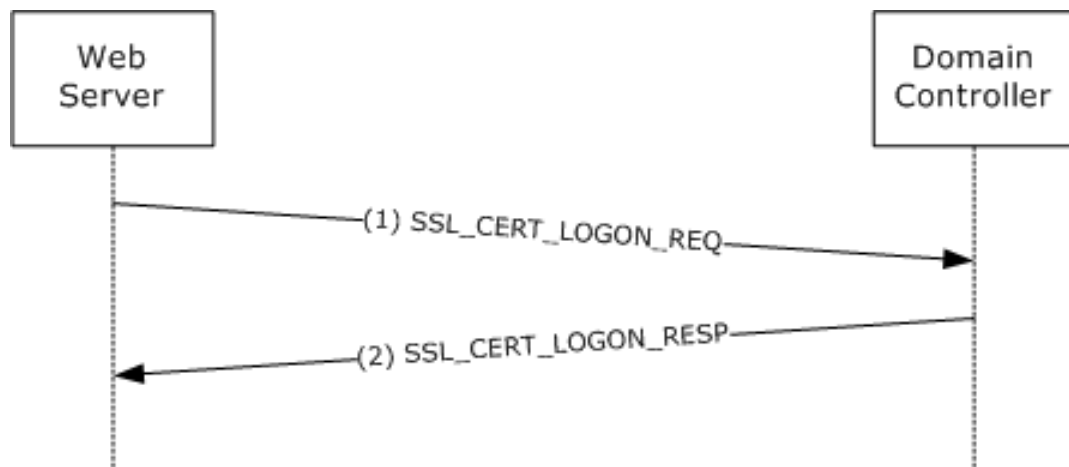 Web
Server
Domain
Controller
(1) SSL_CERT_LOGON_REQ
(2) SSL_CERT_LOGON_RESP